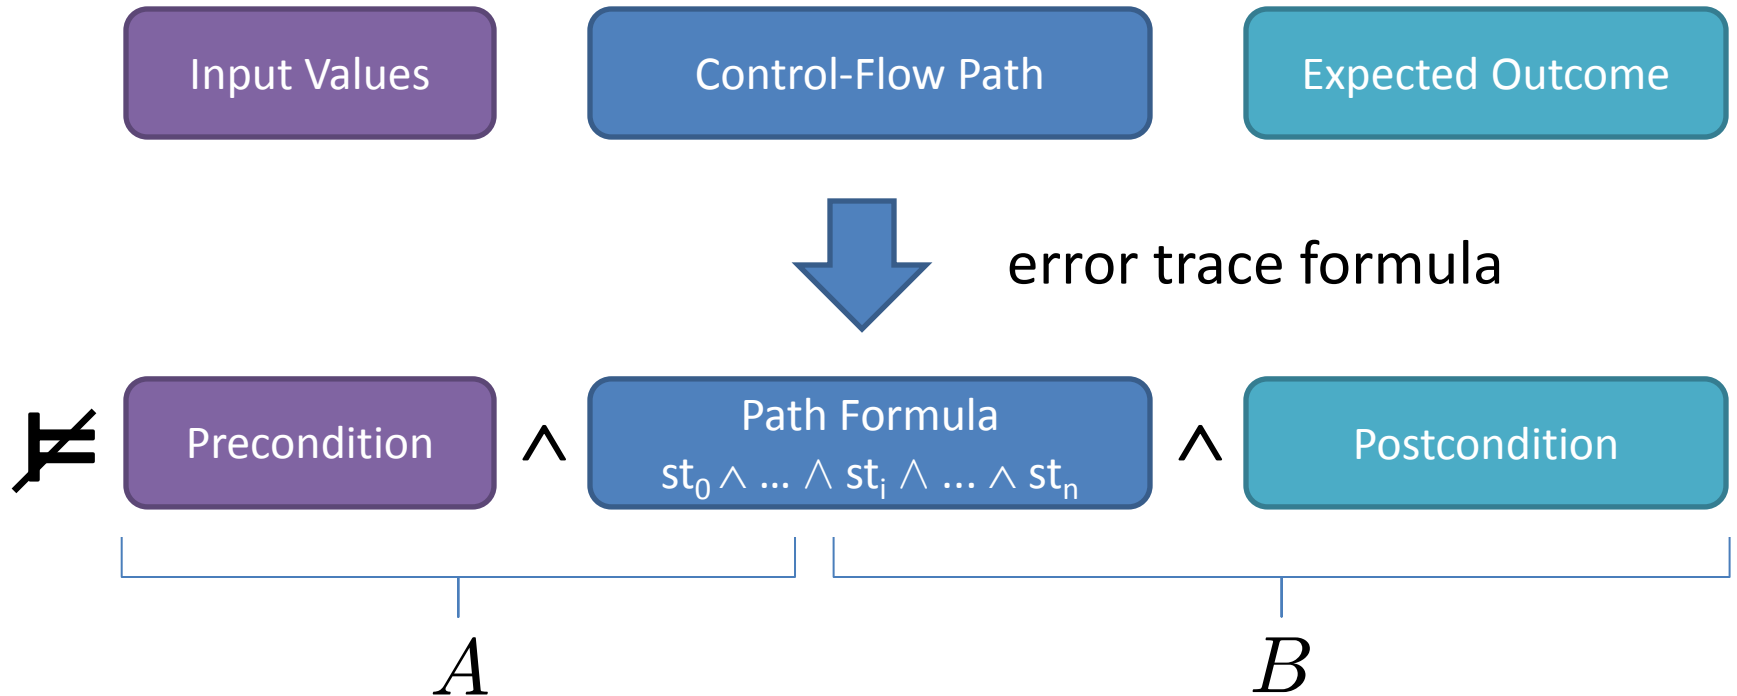 Input Values
Control-Flow Path
Expected Outcome
error trace formula
⊭ Precondition ∧ Path Formula ∧ Postcondition
st₀ ∧ ... ∧ stᵢ ∧ ... ∧ stₙ
A
B